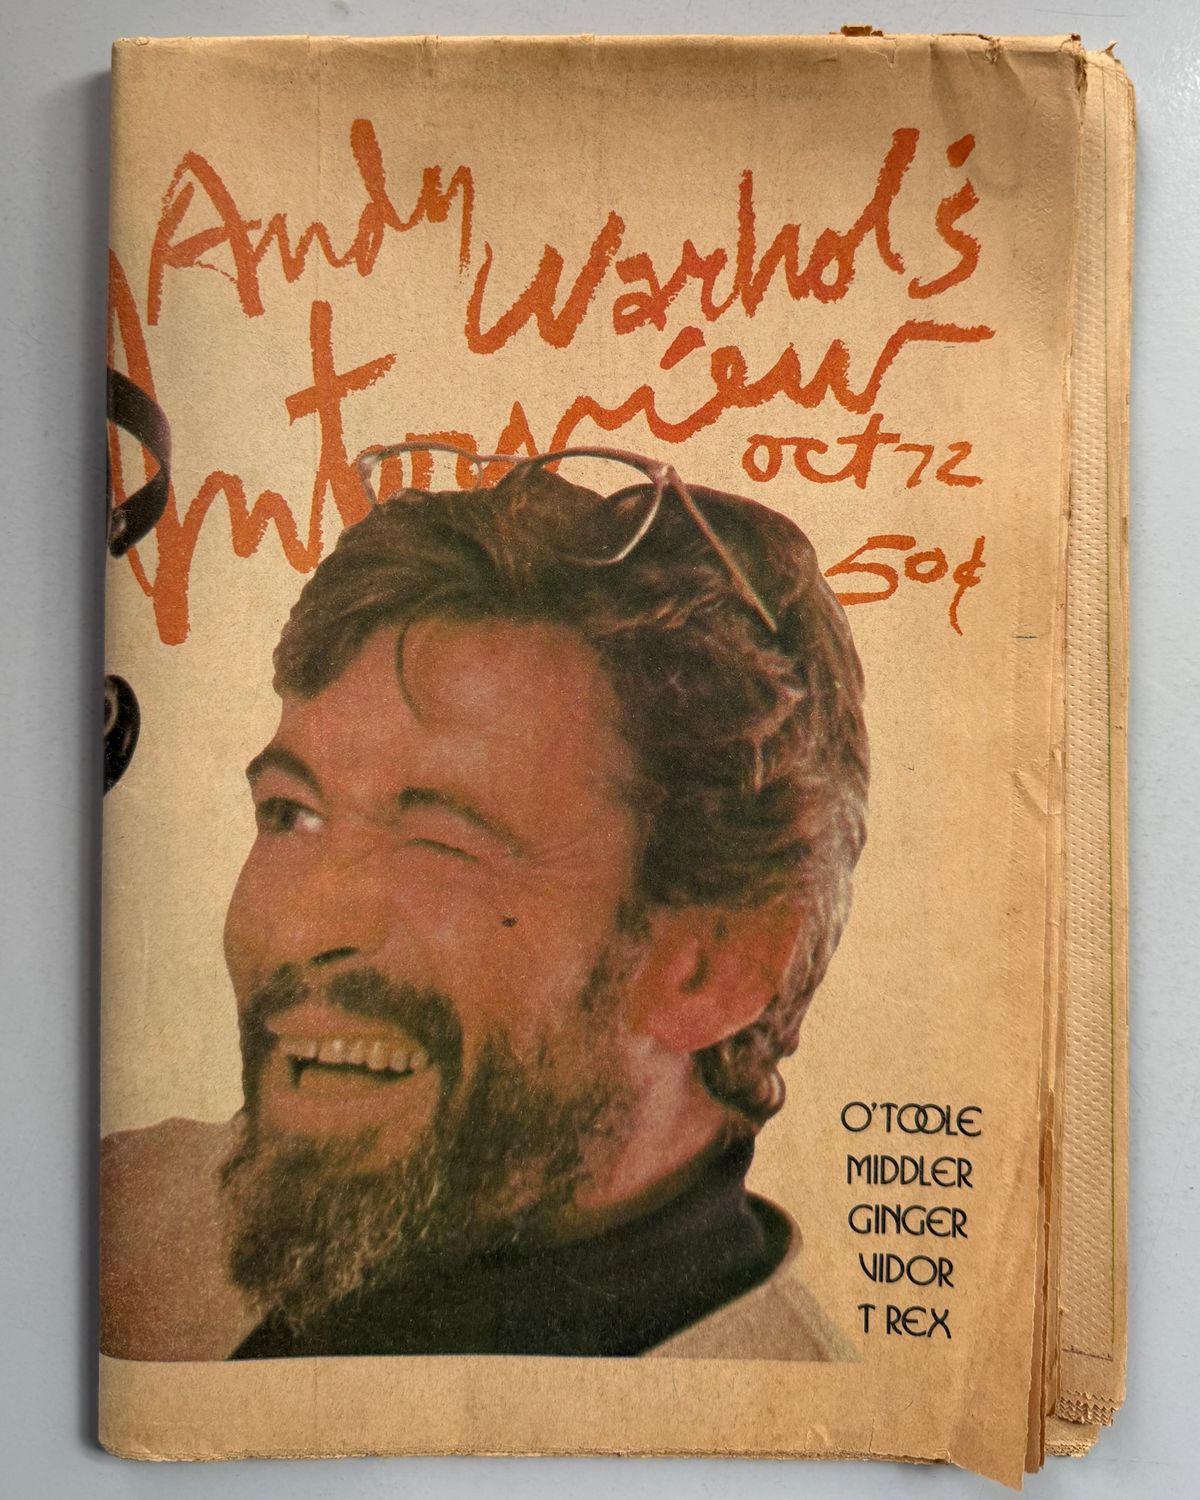 Andy Warhol's
Interview
oct 72
50¢
O'TOOLE
MIDDLER
GINGER
VIDOR
T REX